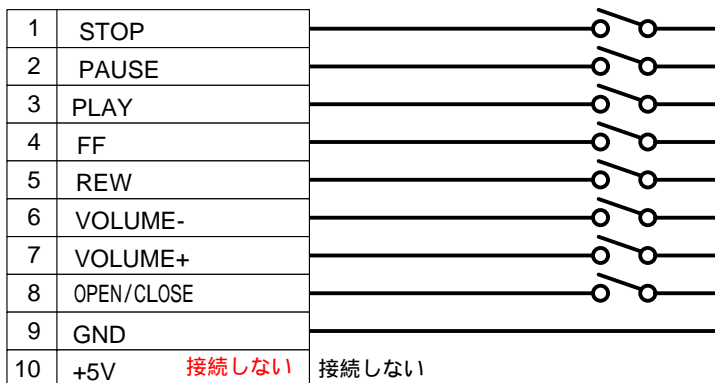 1 STOP
2 PAUSE
3 PLAY
4 FF
5 REW
6 VOLUME-
7 VOLUME+
8 OPEN/CLOSE
9 GND
10 +5V 接続しない 接続しない